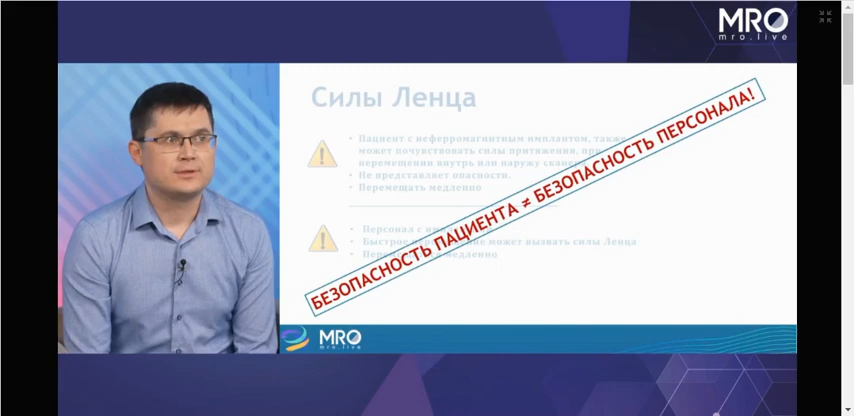 MRO
mro.live
Силы Ленца
• Пациент с неферромагнитным имплантом, также
может почувствовать силы притяжения, при
перемещении внутрь или наружу
• Не представляет опасности.
• Перемещать медленно
БЕЗОПАСНОСТЬ ПАЦИЕНТА ≠ БЕЗОПАСНОСТЬ ПЕРСОНАЛА!
• Персонал с
• Быстрое может вызвать силы Ленца
• медленно
MRO
mro.live